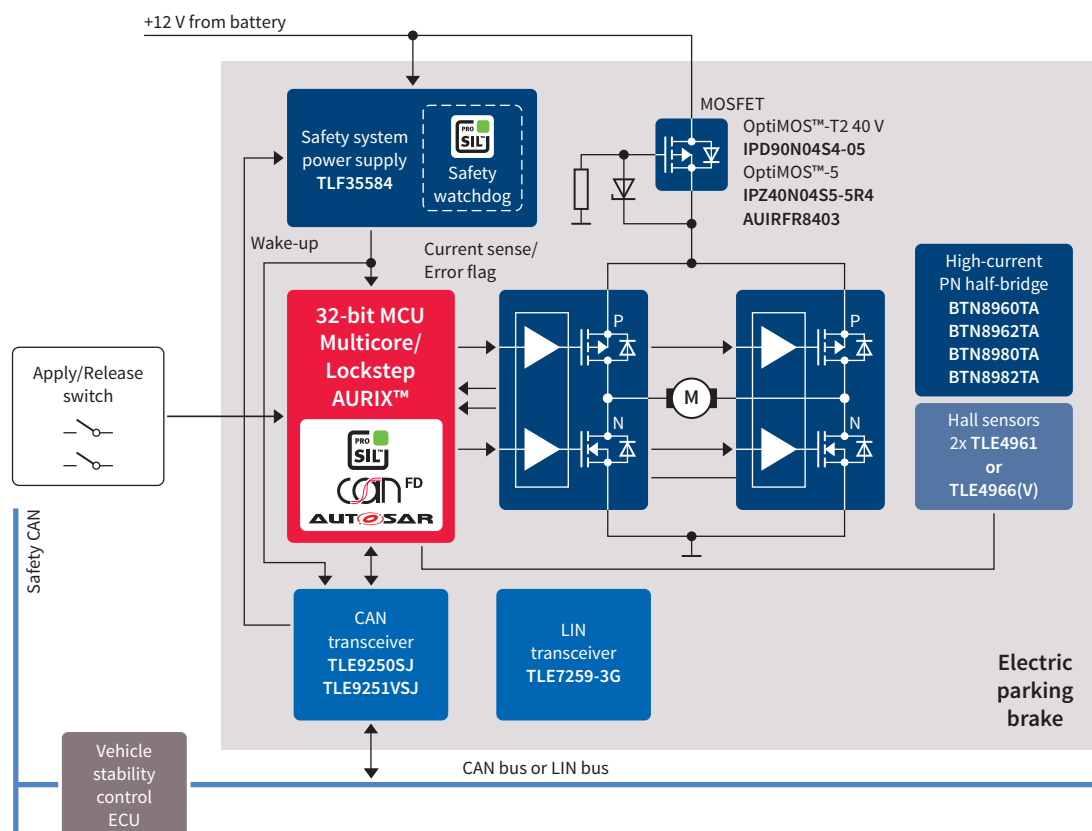 +12 V from battery
Safety system
power supply
TLF35584
PRO
SIL™
Safety
watchdog
MOSFET
OptiMOS™-T2 40 V
IPD90N04S4-05
OptiMOS™-5
IPZ40N04S5-5R4
AUIRFR8403
Wake-up
Current sense/
Error flag
32-bit MCU
Multicore/
Lockstep
AURIX™
PRO
SIL™
CAN FD
AUTOSAR
P
N
M
P
N
High-current
PN half-bridge
BTN8960TA
BTN8962TA
BTN8980TA
BTN8982TA
Hall sensors
2x TLE4961
or
TLE4966(V)
Apply/Release
switch
Safety CAN
CAN
transceiver
TLE9250SJ
TLE9251VSJ
LIN
transceiver
TLE7259-3G
Electric
parking
brake
Vehicle
stability
control
ECU
CAN bus or LIN bus